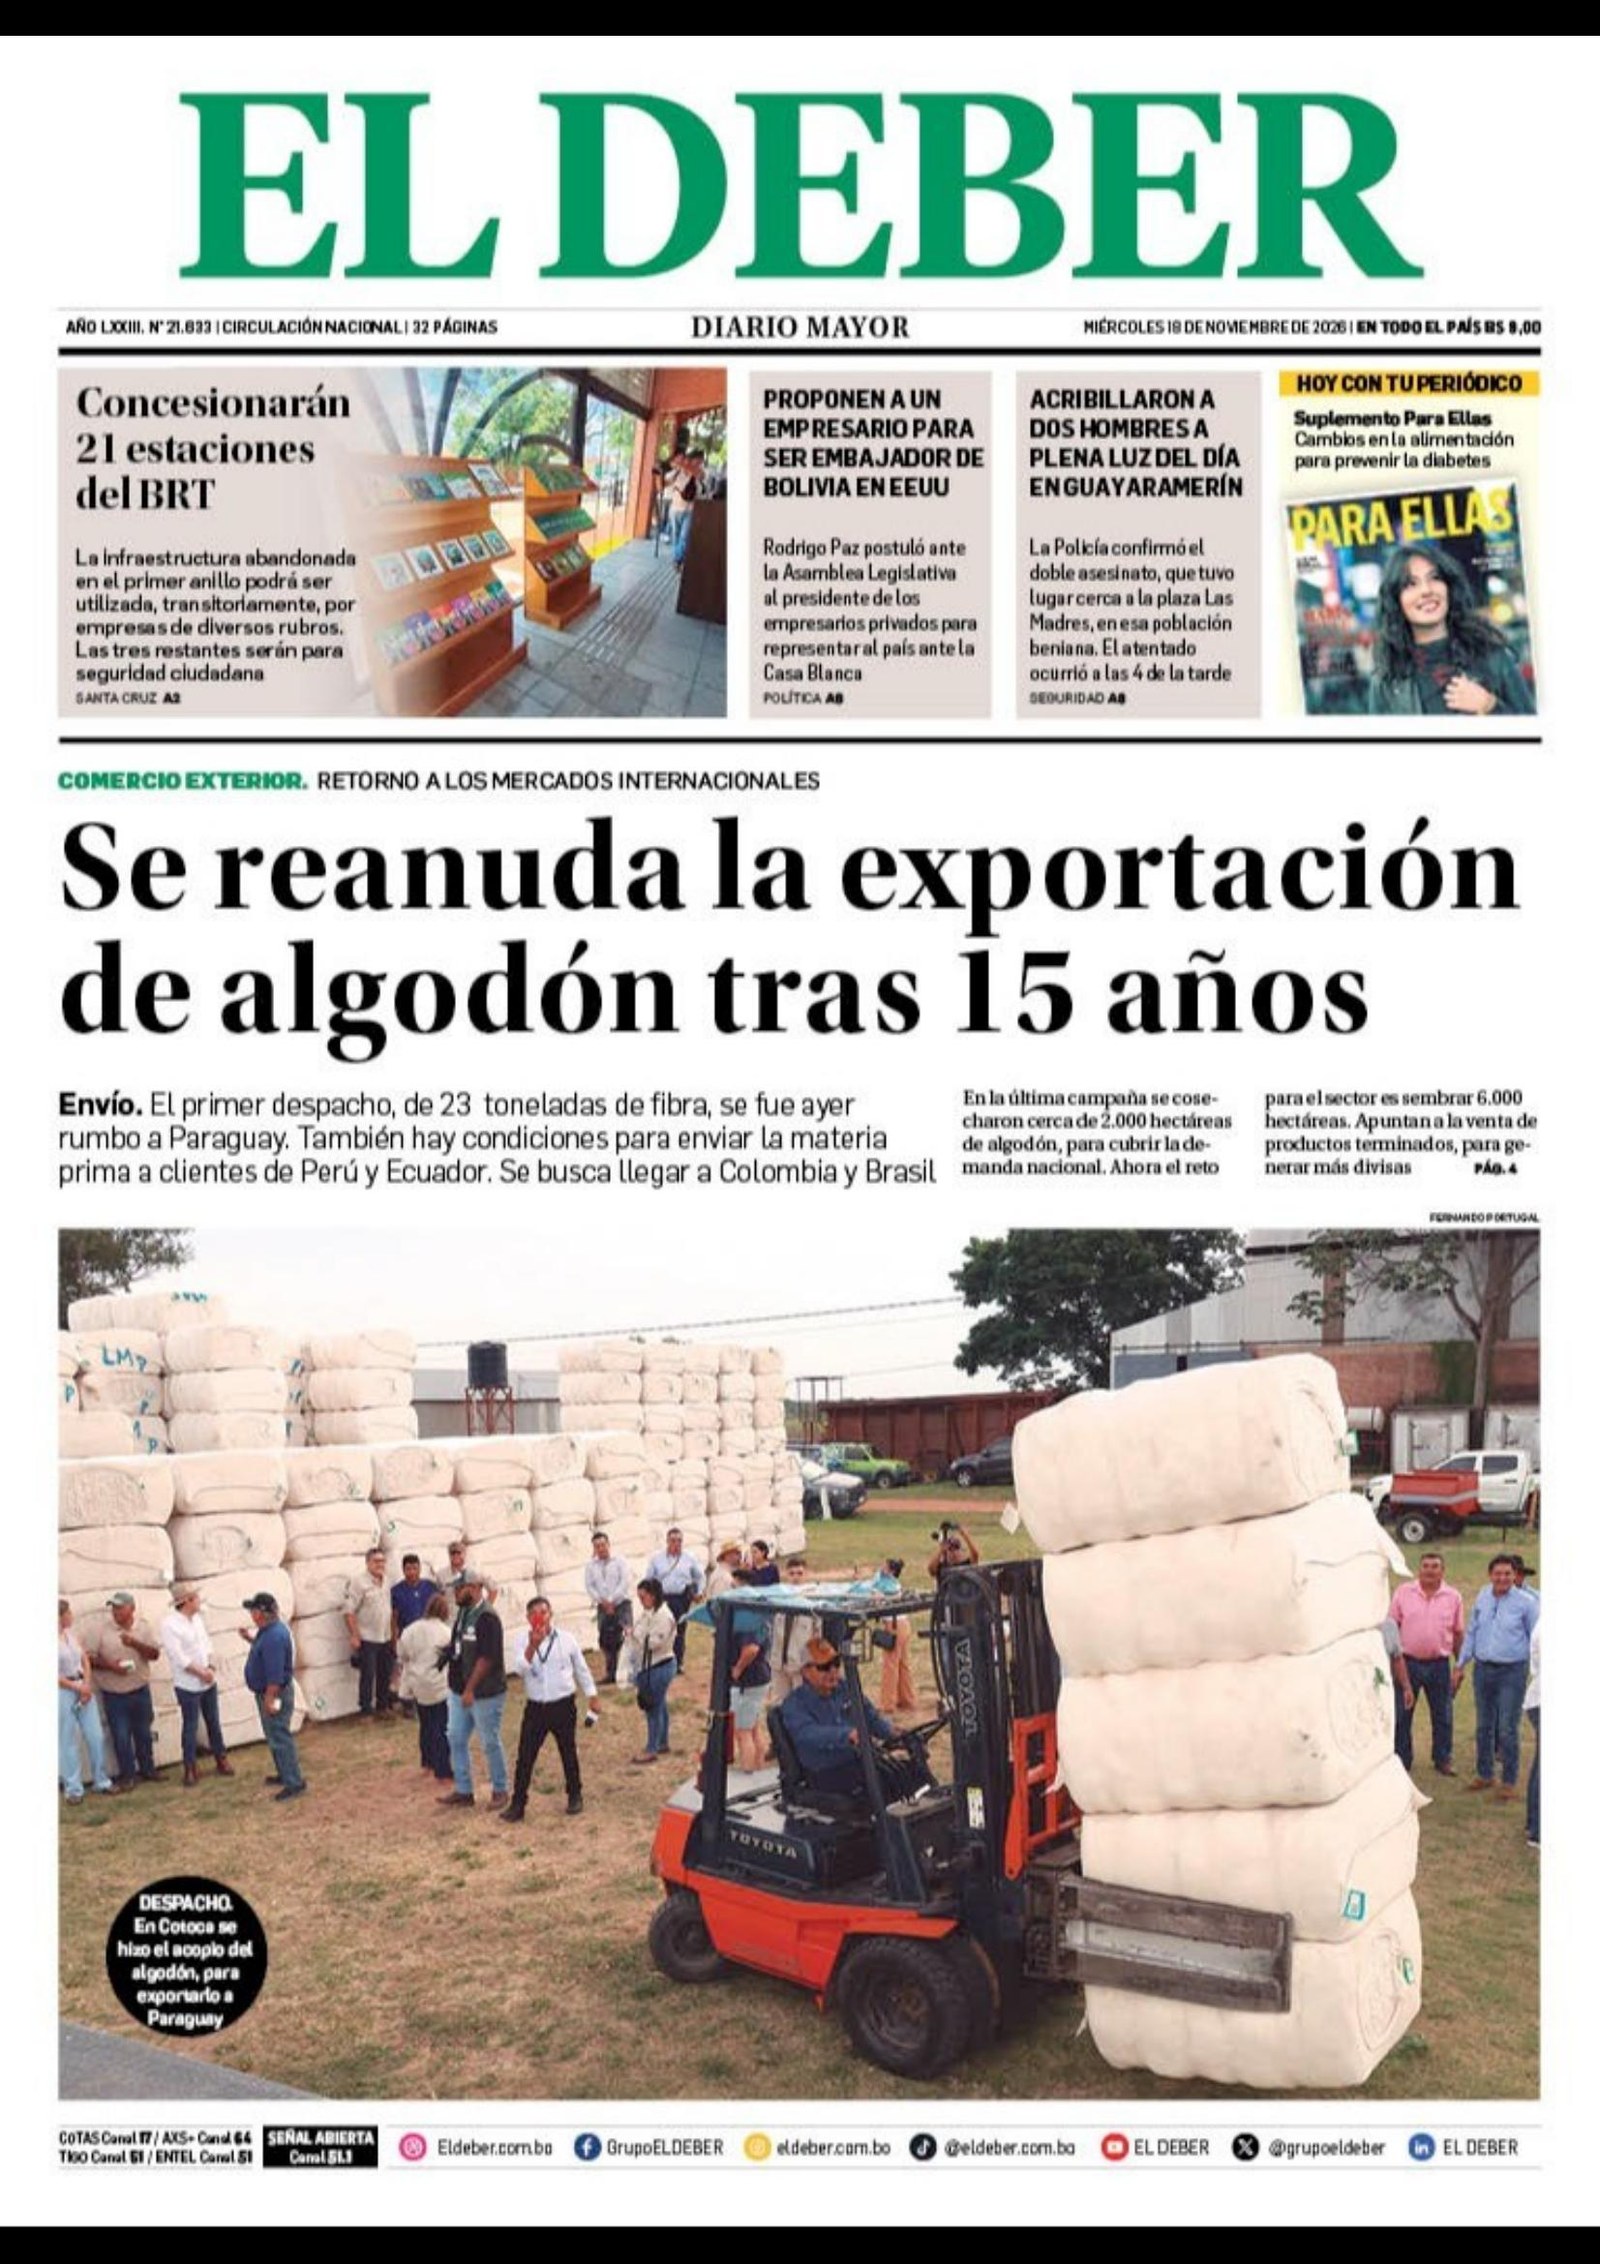 EL DEBER
AÑO LXXIII. N° 21.633 | CIRCULACIÓN NACIONAL | 32 PÁGINAS
DIARIO MAYOR
MIÉRCOLES 18 DE NOVIEMBRE DE 2026 | EN TODO EL PAÍS BS 8,00
Concesionarán
21 estaciones
del BRT
La infraestructura abandonada
en el primer anillo podrá ser
utilizada, transitoriamente, por
empresas de diversos rubros.
Las tres restantes serán para
seguridad ciudadana
SANTA CRUZ A2
PROPONEN A UN
EMPRESARIO PARA
SER EMBAJADOR DE
BOLIVIA EN EEUU
Rodrigo Paz postuló ante
la Asamblea Legislativa
al presidente de los
empresarios privados para
representar al país ante la
Casa Blanca
POLÍTICA A6
ACRIBILLARON A
DOS HOMBRES A
PLENA LUZ DEL DÍA
EN GUAYARAMERÍN
La Policía confirmó el
doble asesinato, que tuvo
lugar cerca a la plaza Las
Madres, en esa población
beniana. El atentado
ocurrió a las 4 de la tarde
SEGURIDAD A8
HOY CON TU PERIÓDICO
Suplemento Para Ellas
Cambios en la alimentación
para prevenir la diabetes
PARA ELLAS
COMERCIO EXTERIOR. RETORNO A LOS MERCADOS INTERNACIONALES
Se reanuda la exportación
de algodón tras 15 años
Envío. El primer despacho, de 23 toneladas de fibra, se fue ayer
rumbo a Paraguay. También hay condiciones para enviar la materia
prima a clientes de Perú y Ecuador. Se busca llegar a Colombia y Brasil
En la última campaña se cose-
charon cerca de 2.000 hectáreas
de algodón, para cubrir la de-
manda nacional. Ahora el reto
para el sector es sembrar 6.000
hectáreas. Apuntan a la venta de
productos terminados, para ge-
nerar más divisas PÁG. 4
FERNANDO PORTUGAL
LM7
P
P
TOYOTA
TOYOTA
DESPACHO.
En Cotoca se
hizo el acopio del
algodón, para
exportarlo a
Paraguay
COTAS Canal 17 / AXS+ Canal 64
TIGO Canal 51 / ENTEL Canal 51
SEÑAL ABIERTA
Canal 51.1
Eldeber.com.bo
GrupoELDEBER
eldeber.com.bo
@eldeber.com.bo
EL DEBER
@grupoeldeber
EL DEBER